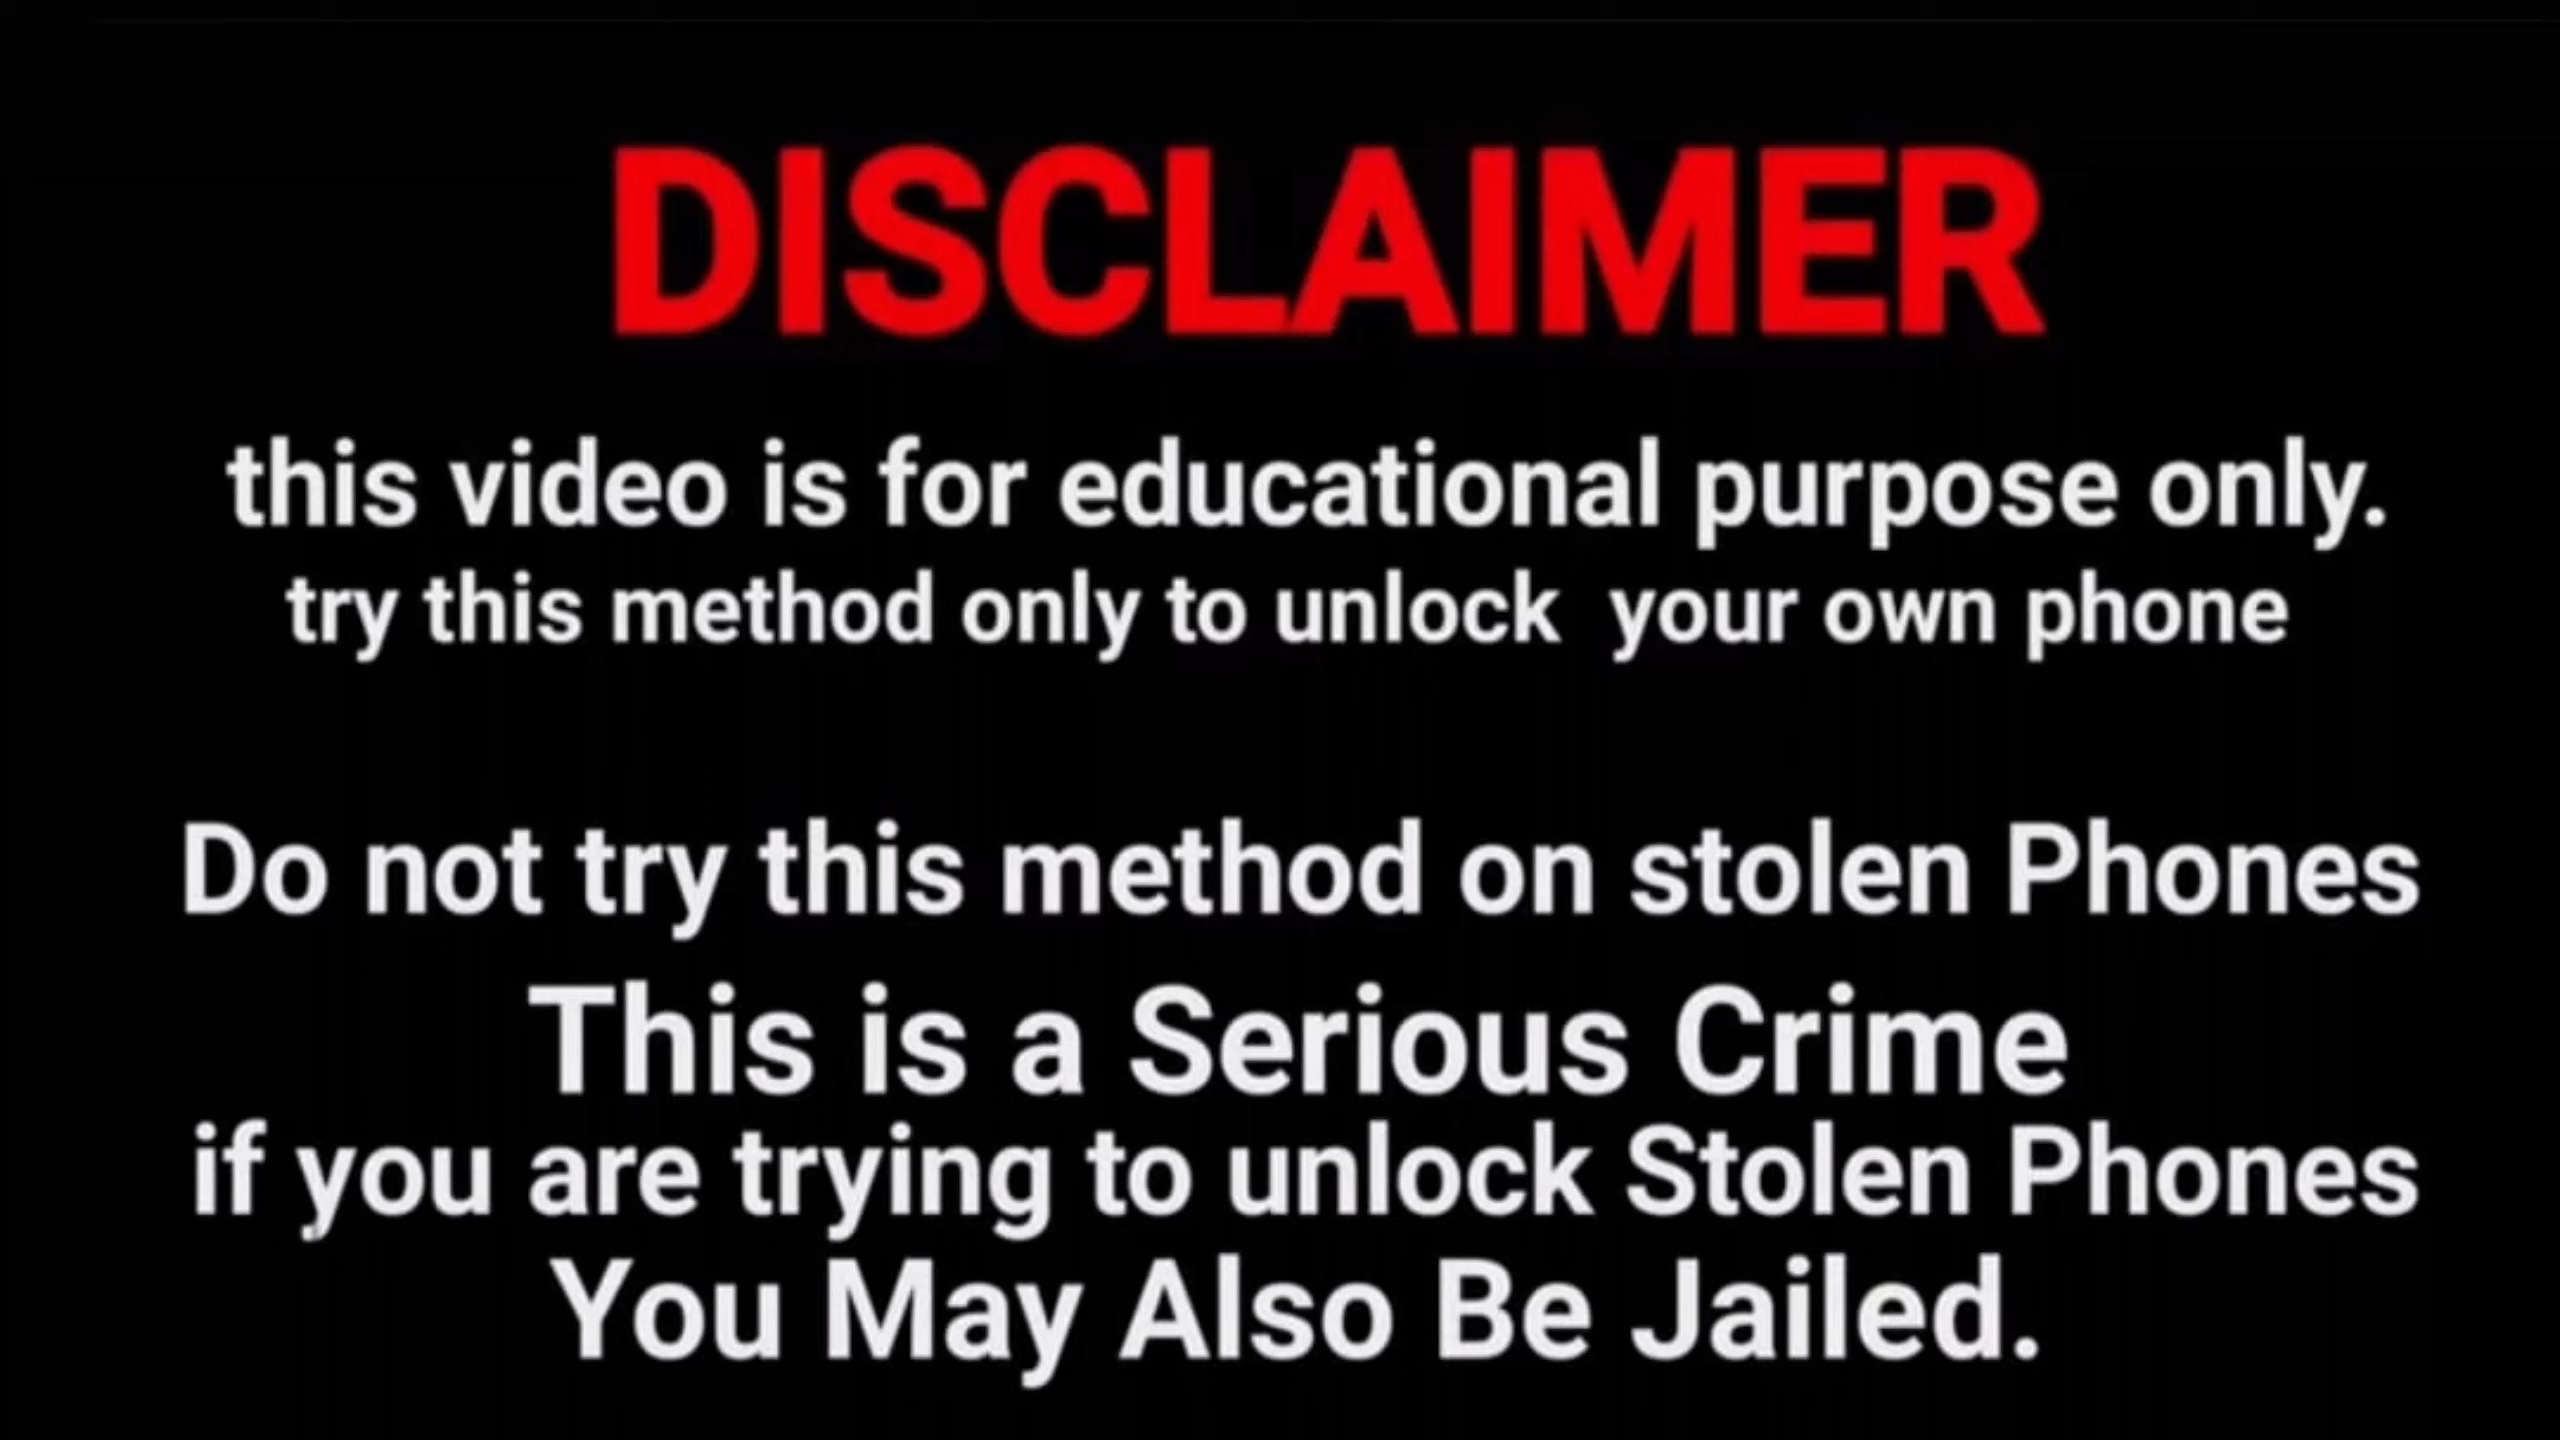 DISCLAIMER
this video is for educational purpose only.
try this method only to unlock  your own phone
Do not try this method on stolen Phones
This is a Serious Crime
if you are trying to unlock Stolen Phones
You May Also Be Jailed.